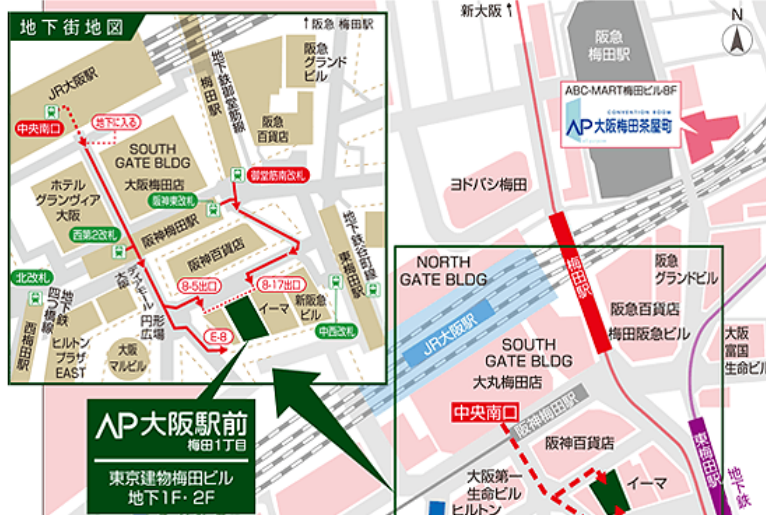 地下街地図
↑阪急 梅田駅
JR大阪駅
中央南口
地下に入る
梅田駅
地下鉄御堂筋線
阪急
グランド
ビル
阪急
百貨店
SOUTH
GATE BLDG
大阪梅田店
ホテル
グランヴィア
大阪
阪神東改札
御堂筋南改札
西第2改札
阪神梅田駅
阪神百貨店
地下鉄谷町線
東梅田駅
北改札
地下鉄
四つ橋線
西梅田駅
ディアモール
大阪
8-5出口
8-17出口
イーマ
新阪急
ビル
中西改札
円形
広場
E-8
ヒルトン
プラザ
EAST
大阪
マルビル
AP大阪駅前
梅田1丁目
東京建物梅田ビル
地下1F・2F
新大阪↑
N
阪急
梅田駅
ABC-MART梅田ビル8F
CONVENTION ROOM
AP大阪梅田茶屋町
ヨドバシ梅田
NORTH
GATE BLDG
梅田駅
阪急
グランドビル
阪急百貨店
梅田阪急ビル
JR大阪駅
SOUTH
GATE BLDG
大丸梅田店
大阪
富国
生命ビル
中央南口
阪神梅田駅
阪神百貨店
東梅田駅
地下鉄
大阪第一
生命ビル
イーマ
ヒルトン